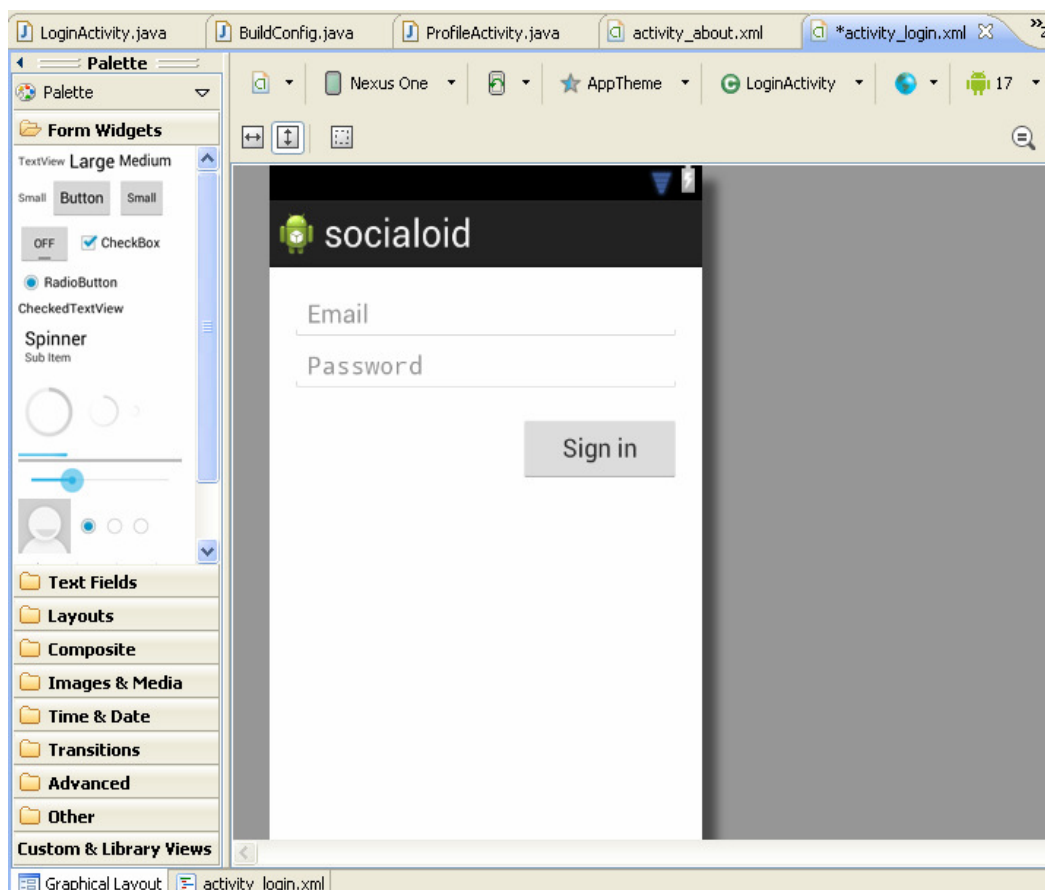 LoginActivity.java BuildConfig.java ProfileActivity.java activity_about.xml *activity_login.xml
Palette
Palette
Nexus One AppTheme LoginActivity 17
Form Widgets
TextView Large Medium
Small Button Small
OFF CheckBox
RadioButton
CheckedTextView
Spinner
Sub Item
Text Fields
Layouts
Composite
Images & Media
Time & Date
Transitions
Advanced
Other
Custom & Library Views
socialoid
Email
Password
Sign in
Graphical Layout activity_login.xml